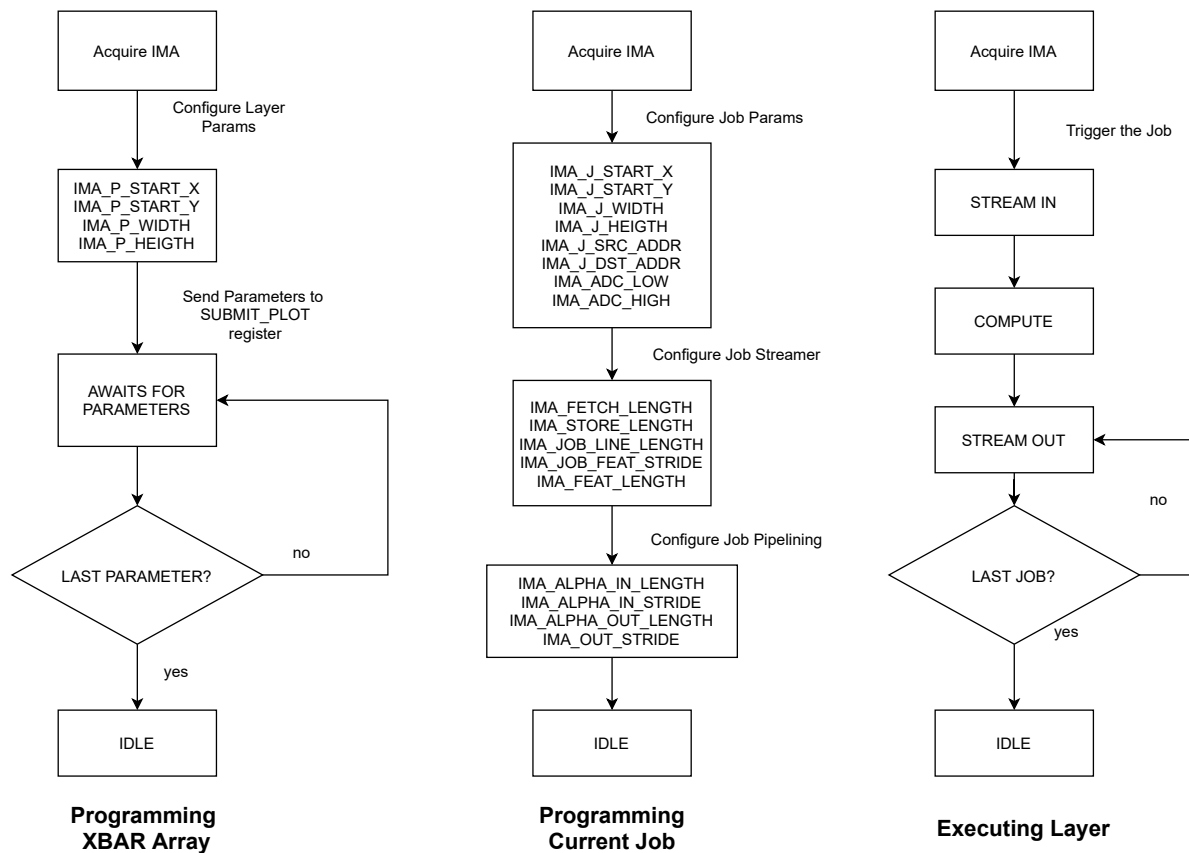 Acquire IMA
Configure Layer
Params
IMA_P_START_X
IMA_P_START_Y
IMA_P_WIDTH
IMA_P_HEIGTH
Send Parameters to
SUBMIT_PLOT
register
AWAITS FOR
PARAMETERS
LAST PARAMETER?
no
yes
IDLE
Programming
XBAR Array
Acquire IMA
Configure Job Params
IMA_J_START_X
IMA_J_START_Y
IMA_J_WIDTH
IMA_J_HEIGTH
IMA_J_SRC_ADDR
IMA_J_DST_ADDR
IMA_ADC_LOW
IMA_ADC_HIGH
Configure Job Streamer
IMA_FETCH_LENGTH
IMA_STORE_LENGTH
IMA_JOB_LINE_LENGTH
IMA_JOB_FEAT_STRIDE
IMA_FEAT_LENGTH
Configure Job Pipelining
IMA_ALPHA_IN_LENGTH
IMA_ALPHA_IN_STRIDE
IMA_ALPHA_OUT_LENGTH
IMA_OUT_STRIDE
IDLE
Programming
Current Job
Acquire IMA
Trigger the Job
STREAM IN
COMPUTE
STREAM OUT
no
LAST JOB?
yes
IDLE
Executing Layer